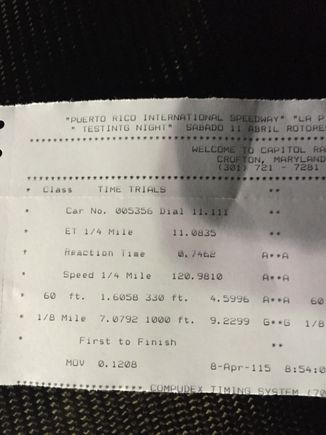 "PUERTO RICO INTERNATIONAL SPEEDWAY" "LA P
" TESTINTG NIGHT" SABADO 11 ABRIL ROTORE
WELCOME TO CAPITOL RA
CROFTON, MARYLAND
(301) 721 - 7281
* Class TIME TRIALS **
* Car No. 005356 Dial 11.111 **
* ET 1/4 Mile 11.0835
* Reaction Time 0.7462 A**A
* Speed 1/4 Mile 120.9810 A**A
* 60 ft. 1.6058 330 ft. 4.5996 A**A 60
* 1/8 Mile 7.0792 1000 ft. 9.2299 G**G 1/8
* First to Finish **
MOV 0.1208 8-Apr-115 8:54:0
COMPUDEX TIMING SYSTEM (70